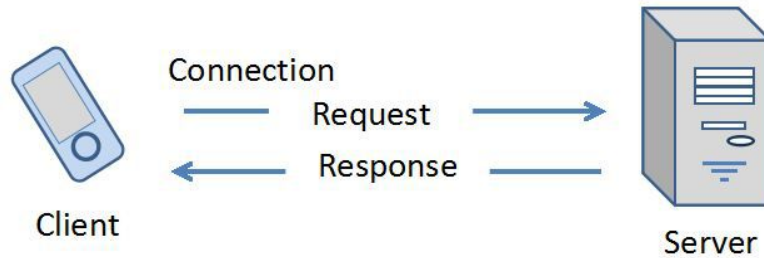 Connection
Request
Response
Client
Server